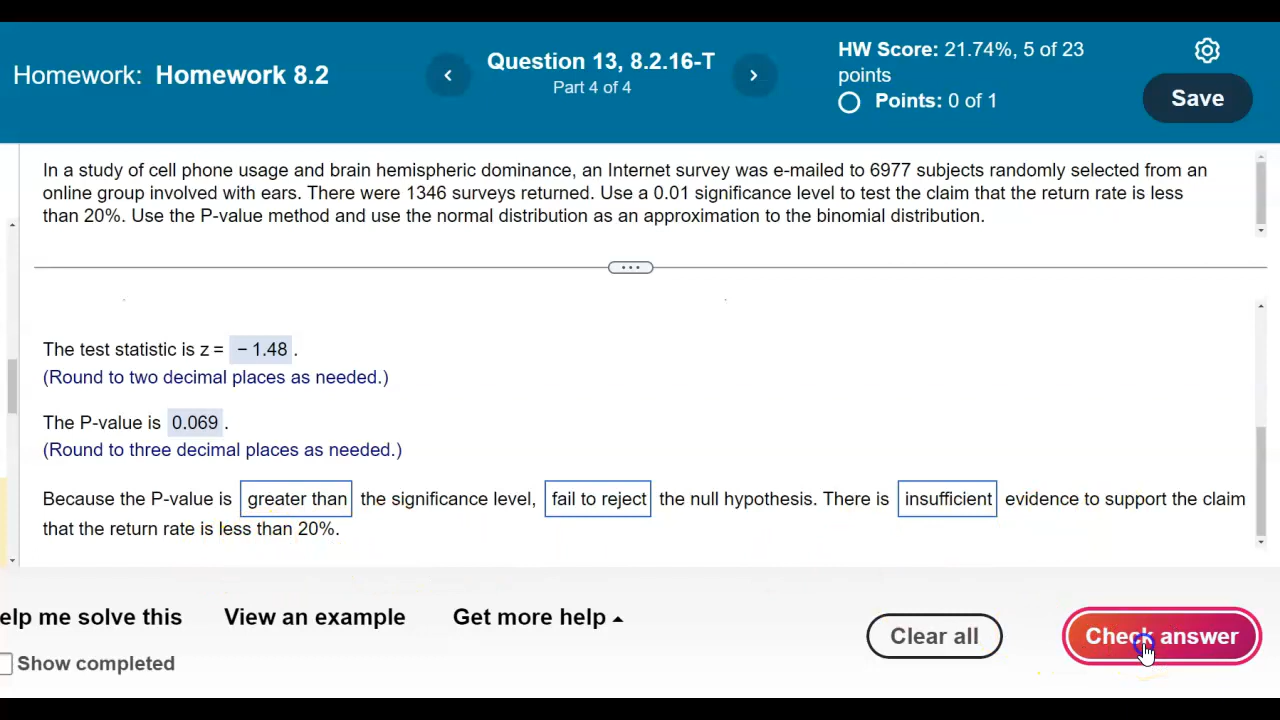 Homework: Homework 8.2
Question 13, 8.2.16-T
Part 4 of 4
HW Score: 21.74%, 5 of 23
points
Points: 0 of 1
Save
In a study of cell phone usage and brain hemispheric dominance, an Internet survey was e-mailed to 6977 subjects randomly selected from an
online group involved with ears. There were 1346 surveys returned. Use a 0.01 significance level to test the claim that the return rate is less
than 20%. Use the P-value method and use the normal distribution as an approximation to the binomial distribution.
The test statistic is z = − 1.48 .
(Round to two decimal places as needed.)
The P-value is 0.069 .
(Round to three decimal places as needed.)
Because the P-value is greater than the significance level, fail to reject the null hypothesis. There is insufficient evidence to support the claim
that the return rate is less than 20%.
elp me solve this View an example Get more help
Clear all
Check answer
Show completed